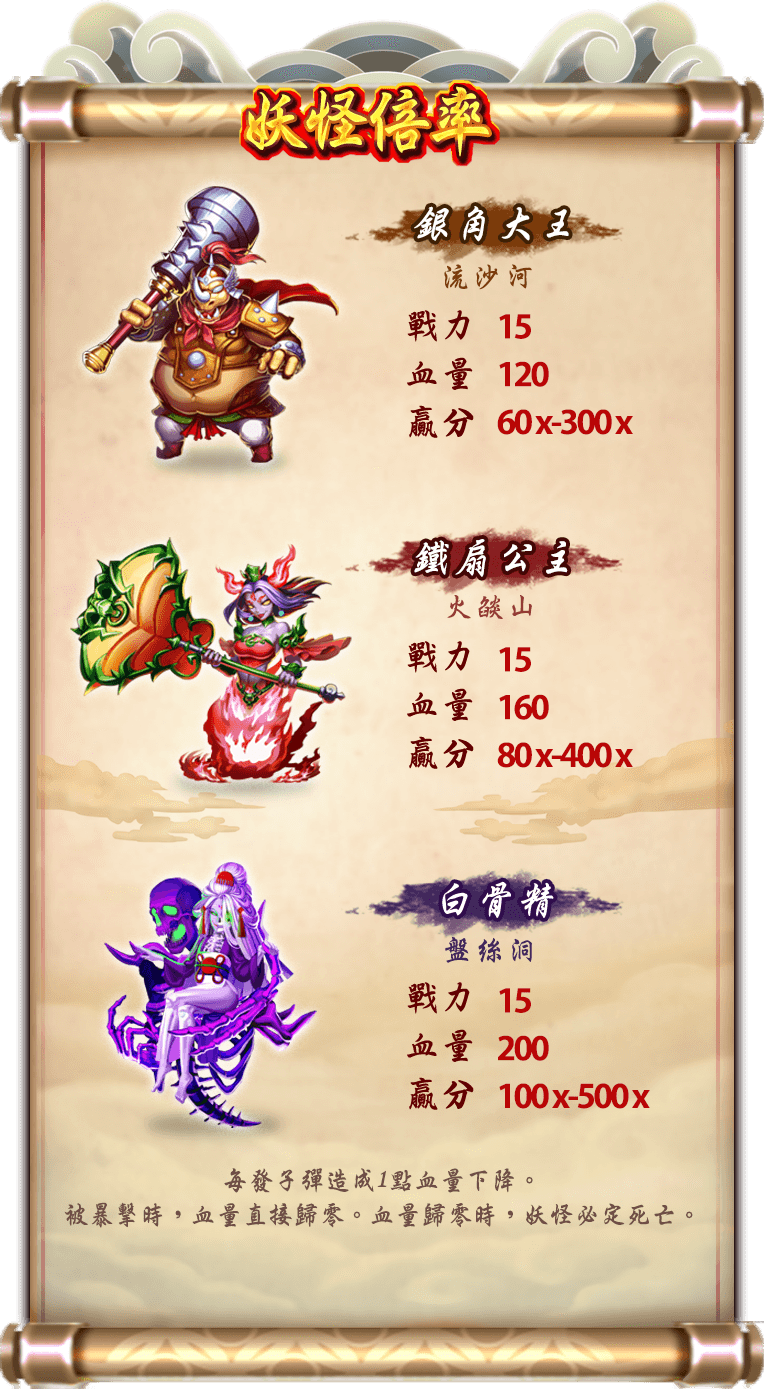 妖怪倍率
銀角大王
流沙河
戰力 15
血量 120
贏分 60x-300x
鐵扇公主
火燄山
戰力 15
血量 160
贏分 80x-400x
白骨精
盤絲洞
戰力 15
血量 200
贏分 100x-500x
每發子彈造成1點血量下降。
被暴擊時，血量直接歸零。血量歸零時，妖怪必定死亡。